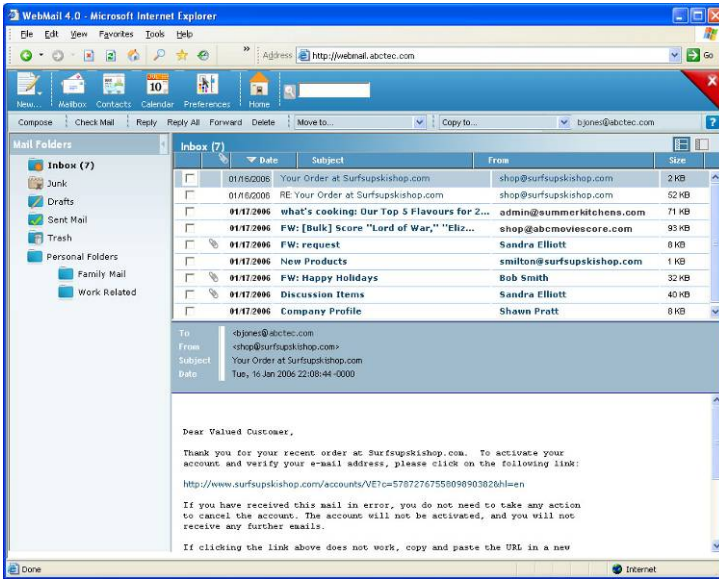 WebMail 4.0 - Microsoft Internet Explorer
File Edit View Favorites Tools Help
» Address http://webmail.abctec.com Go
New... Mailbox Contacts Calendar Preferences Home
10
X
Compose Check Mail Reply Reply All Forward Delete Move to... Copy to... bjones@abctec.com ?
Mail Folders
Inbox (7)
Junk
Drafts
Sent Mail
Trash
Personal Folders
Family Mail
Work Related
Inbox (7)
Date Subject From Size
01/16/2006 Your Order at Surfsupskishop.com shop@surfsupskishop.com 2 KB
01/16/2006 RE: Your Order at Surfsupskishop.com shop@surfsupskishop.com 52 KB
01/17/2006 what's cooking: Our Top 5 Flavours for 2... admin@summerkitchens.com 71 KB
01/17/2006 FW: [Bulk] Score "Lord of War," "Eliz... shop@abcmoviescore.com 93 KB
01/17/2006 FW: request Sandra Elliott 8 KB
01/17/2006 New Products smilton@surfsupskishop.com 1 KB
01/17/2006 FW: Happy Holidays Bob Smith 32 KB
01/17/2006 Discussion Items Sandra Elliott 40 KB
01/17/2006 Company Profile Shawn Pratt 8 KB
To <bjones@abctec.com
From <shop@surfsupskishop.com>
Subject Your Order at Surfsupskishop.com
Date Tue, 16 Jan 2006 22:08:44 -0000
Dear Valued Customer,
Thank you for your recent order at Surfsupskishop.com. To activate your
account and verify your e-mail address, please click on the following link:
http://www.surfsupskishop.com/accounts/VE?c=5787276755809890382&hl=en
If you have received this mail in error, you do not need to take any action
to cancel the account. The account will not be activated, and you will not
receive any further emails.
If clicking the link above does not work, copy and paste the URL in a new
Done Internet